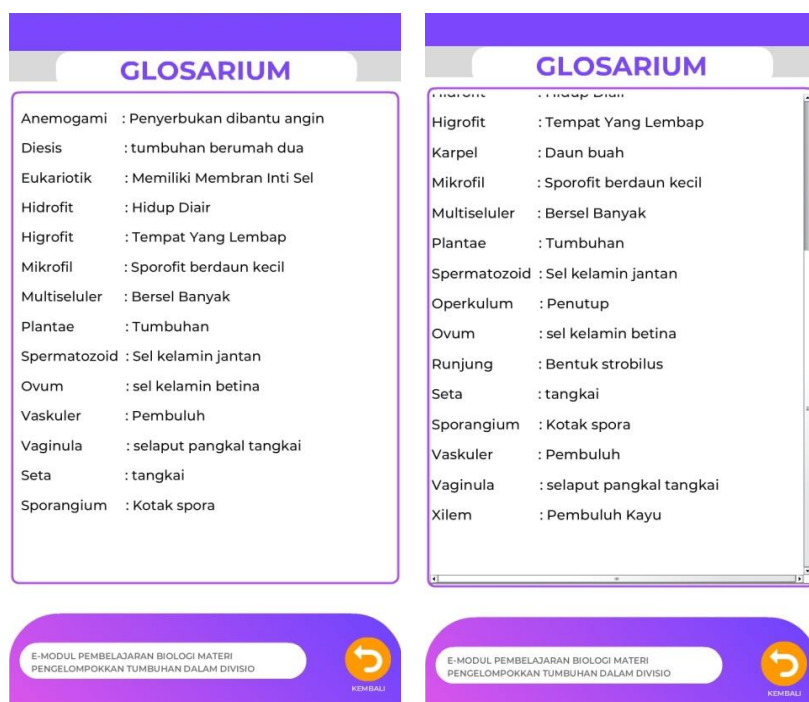 GLOSARIUM
Anemogami : Penyerbukan dibantu angin
Diesis : tumbuhan berumah dua
Eukariotik : Memiliki Membran Inti Sel
Hidrofit : Hidup Diair
Higrofit : Tempat Yang Lembap
Mikrofil : Sporofit berdaun kecil
Multiseluler : Bersel Banyak
Plantae : Tumbuhan
Spermatozoid : Sel kelamin jantan
Ovum : sel kelamin betina
Vaskuler : Pembuluh
Vaginula : selaput pangkal tangkai
Seta : tangkai
Sporangium : Kotak spora
E-MODUL PEMBELAJARAN BIOLOGI MATERI
PENGELOMPOKKAN TUMBUHAN DALAM DIVISIO
KEMBALI
GLOSARIUM
Hidrofit : Hidup Diair
Higrofit : Tempat Yang Lembap
Karpel : Daun buah
Mikrofil : Sporofit berdaun kecil
Multiseluler : Bersel Banyak
Plantae : Tumbuhan
Spermatozoid : Sel kelamin jantan
Operkulum : Penutup
Ovum : sel kelamin betina
Runjung : Bentuk strobilus
Seta : tangkai
Sporangium : Kotak spora
Vaskuler : Pembuluh
Vaginula : selaput pangkal tangkai
Xilem : Pembuluh Kayu
E-MODUL PEMBELAJARAN BIOLOGI MATERI
PENGELOMPOKKAN TUMBUHAN DALAM DIVISIO
KEMBALI